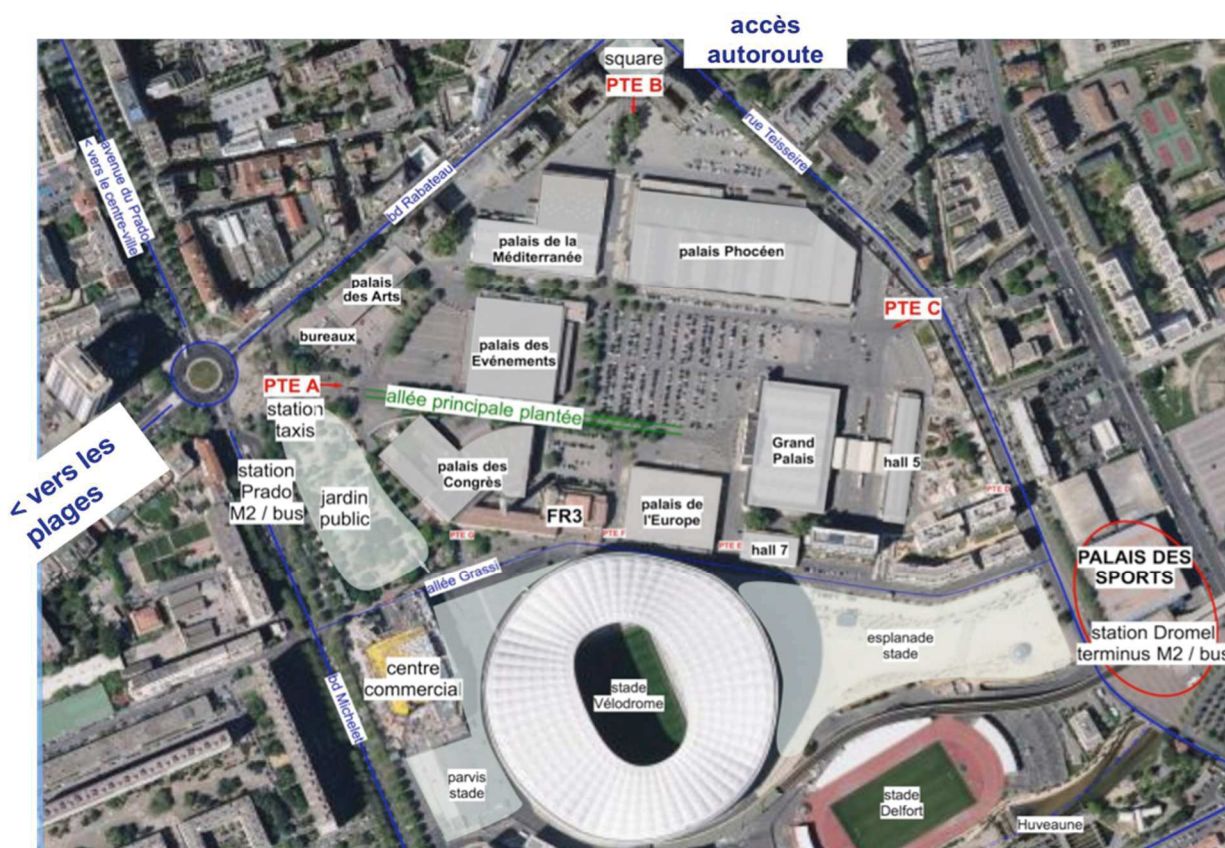 accès
autoroute
square
PTE B
avenue du Prado
< vers le centre-ville
bd Rabateau
rue Teisseire
palais de la
Méditerranée
palais Phocéen
palais
des Arts
bureaux
palais des
Evénements
PTE C
PTE A
station
taxis
allée principale plantée
Grand
Palais
hall 5
< vers les
plages
station
Prado
M2 / bus
jardin
public
palais des
Congrès
FR3
palais de
l'Europe
PTE D
PTE G
PTE F
PTE E
hall 7
allée Grassi
PALAIS DES
SPORTS
station Dromel
terminus M2 / bus
esplanade
stade
centre
commercial
bd Michelet
stade
Vélodrome
parvis
stade
stade
Delfort
Huveaune